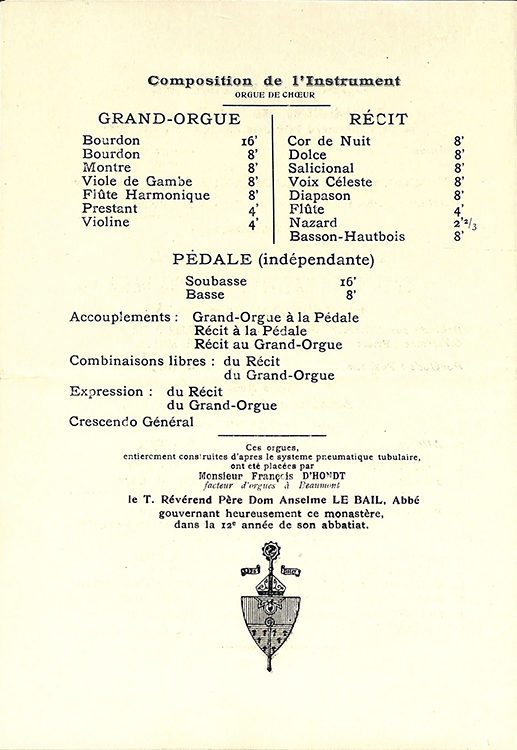 Composition de l'Instrument
ORGUE DE CHŒUR
GRAND-ORGUE
Bourdon 16'
Bourdon 8'
Montre 8'
Viole de Gambe 8'
Flûte Harmonique 8'
Prestant 4'
Violine 4'
RÉCIT
Cor de Nuit 8'
Dolce 8'
Salicional 8'
Voix Céleste 8'
Diapason 8'
Flûte 4'
Nazard 2'2/3
Basson-Hautbois 8'
PÉDALE (indépendante)
Soubasse 16'
Basse 8'
Accouplements : Grand-Orgue à la Pédale
Récit à la Pédale
Récit au Grand-Orgue
Combinaisons libres : du Récit
du Grand-Orgue
Expression : du Récit
du Grand-Orgue
Crescendo Général
Ces orgues,
entierement construites d'apres le systeme pneumatique tubulaire,
ont été placées par
Monsieur François D'HONDT
facteur d'orgues à Beaumont
le T. Révérend Père Dom Anselme LE BAIL, Abbé
gouvernant heureusement ce monastère,
dans la 12e année de son abbatiat.